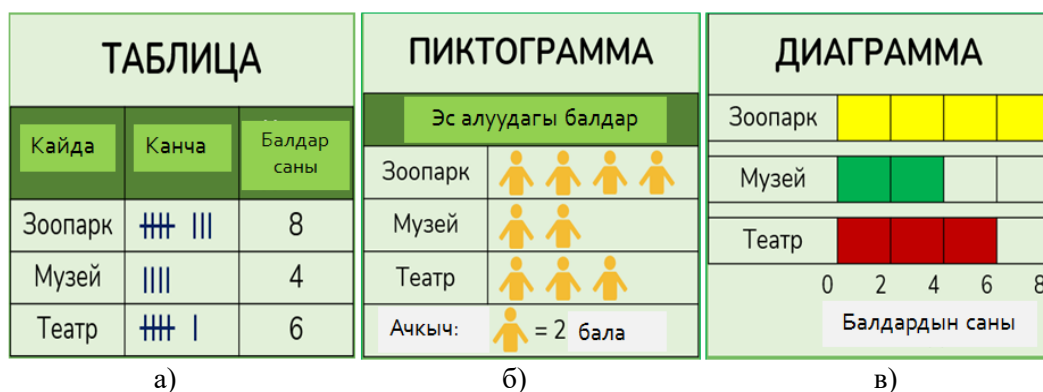 ТАБЛИЦА
Кайда Канча Балдар саны
Зоопарк 8
Музей 4
Театр 6
а)
ПИКТОГРАММА
Эс алуудагы балдар
Зоопарк
Музей
Театр
Ачкыч: = 2 бала
б)
ДИАГРАММА
Зоопарк
Музей
Театр
0 2 4 6 8
Балдардын саны
в)